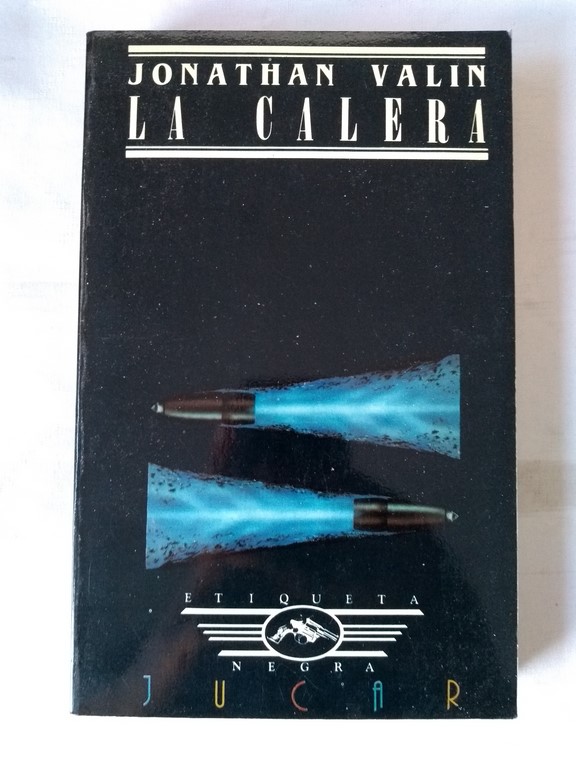 JONATHAN VALIN
LA CALERA
ETIQUETA
NEGRA
JUCAR